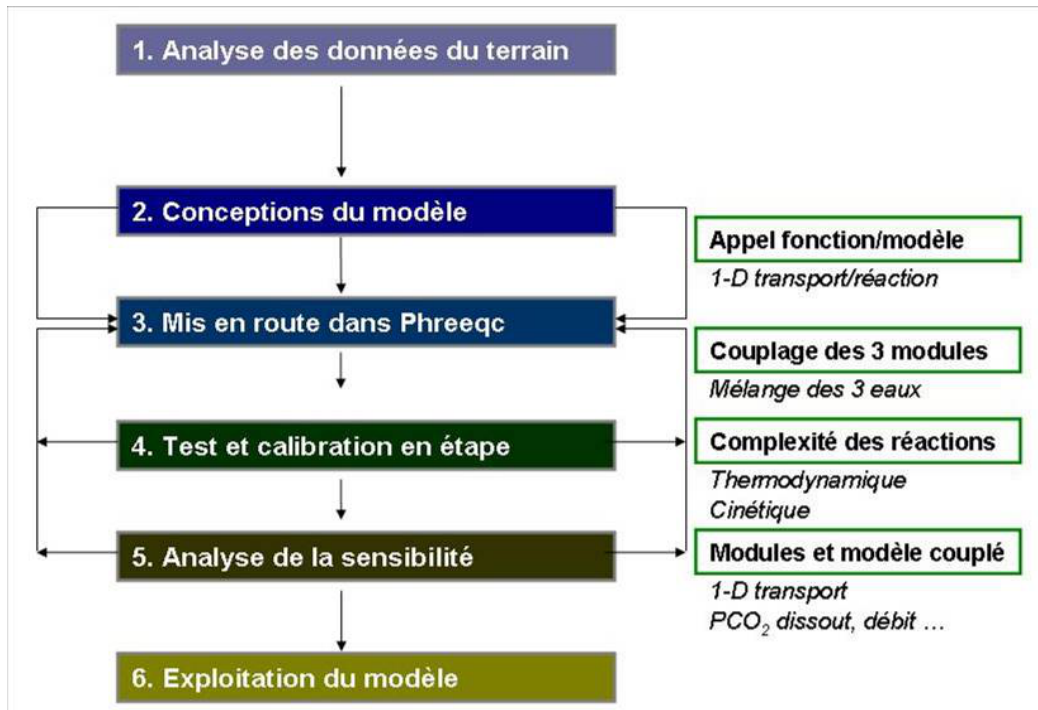 1. Analyse des données du terrain
2. Conceptions du modèle
3. Mis en route dans Phreeqc
4. Test et calibration en étape
5. Analyse de la sensibilité
6. Exploitation du modèle
Appel fonction/modèle
1-D transport/réaction
Couplage des 3 modules
Mélange des 3 eaux
Complexité des réactions
Thermodynamique
Cinétique
Modules et modèle couplé
1-D transport
PCO₂ dissout, débit ...